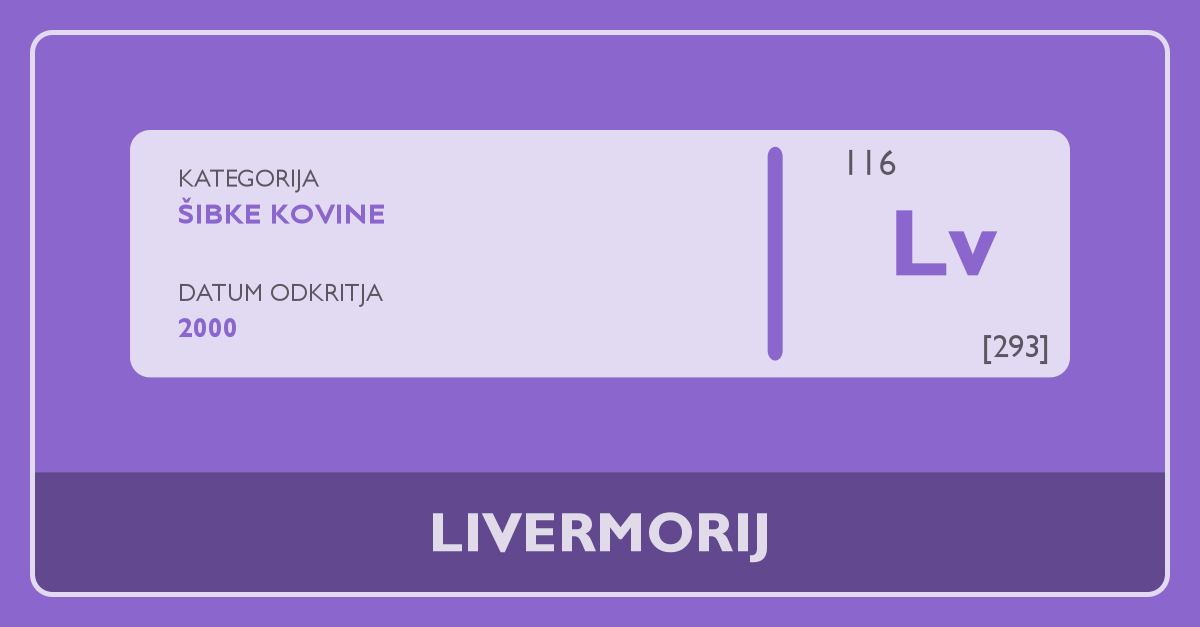 KATEGORIJA
ŠIBKE KOVINE
DATUM ODKRITJA
2000
116
Lv
[293]
LIVERMORIJ